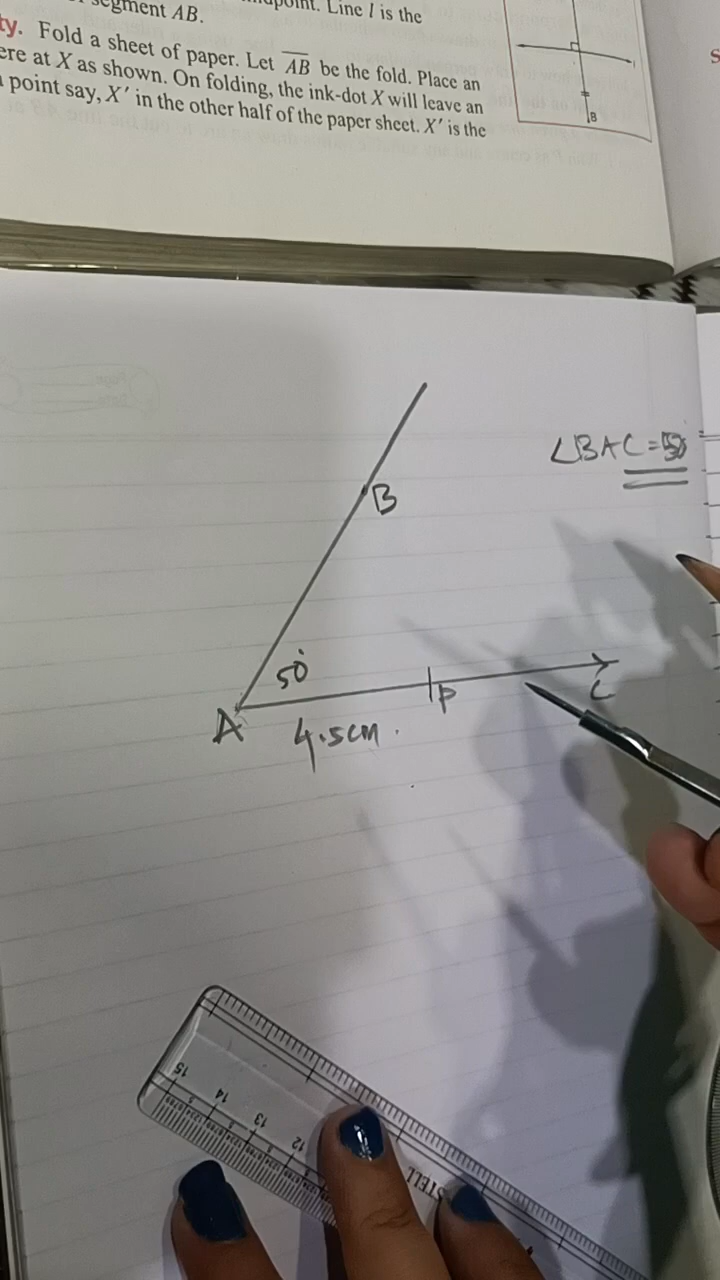 segment AB.
midpoint. Line l is the
ty. Fold a sheet of paper. Let AB be the fold. Place an
ere at X as shown. On folding, the ink-dot X will leave an
point say, X′ in the other half of the paper sheet. X′ is the
B
∠BAC=50
B
50°
A
P
C
4.5cm.
15
14
13
12
STELL